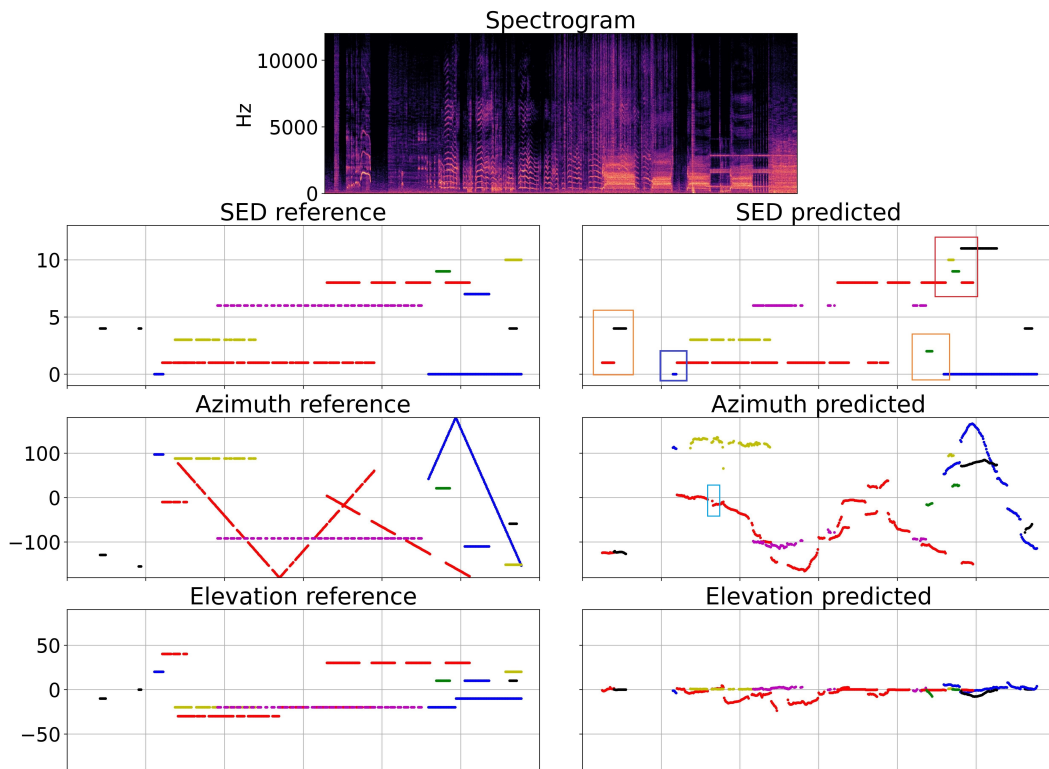 Spectrogram
10000
Hz
5000
0
SED reference
SED predicted
10
5
0
Azimuth reference
Azimuth predicted
100
0
−100
Elevation reference
Elevation predicted
50
0
−50